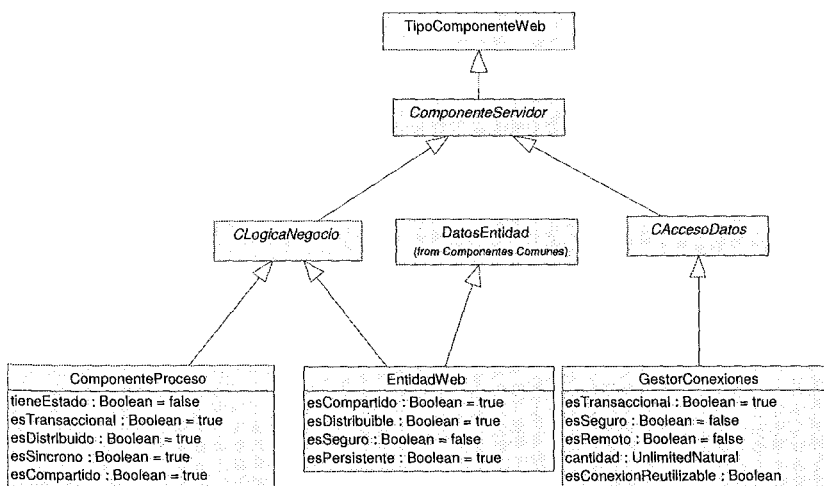 TipoComponenteWeb
ComponenteServidor
CLogicaNegocio
DatosEntidad
(from Componentes Comunes)
CAccesoDatos
ComponenteProceso
tieneEstado : Boolean = false
esTransaccional : Boolean = true
esDistribuido : Boolean = true
esSincrono : Boolean = true
esCompartido : Boolean = true
EntidadWeb
esCompartido : Boolean = true
esDistribuible : Boolean = true
esSeguro : Boolean = false
esPersistente : Boolean = true
GestorConexiones
esTransaccional : Boolean = true
esSeguro : Boolean = false
esRemoto : Boolean = false
cantidad : UnlimitedNatural
esConexionReutilizable : Boolean